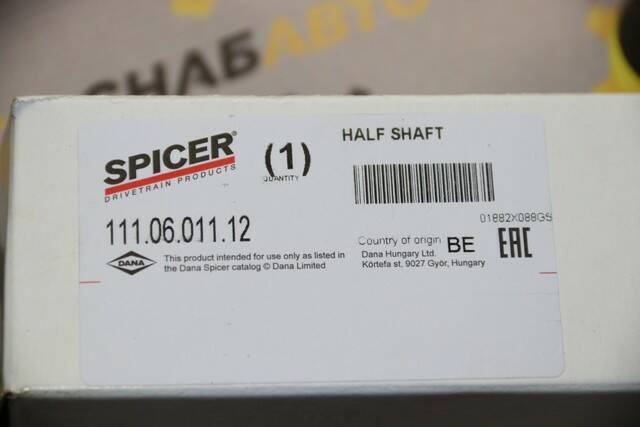 СНАБАВТО
SPICER®
DRIVETRAIN PRODUCTS
(1)
QUANTITY
HALF SHAFT
01882X088GS
111.06.011.12
Country of origin BE
EAC
DANA
This product intended for use only as listed in
the Dana Spicer catalog © Dana Limited
Dana Hungary Ltd.
Körtefa st, 9027 Győr, Hungary